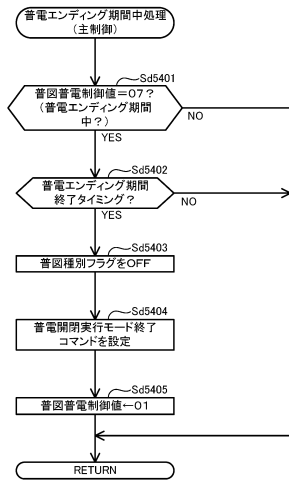 普電エンディング期間中処理
(主制御)
Sd5401
普図普電制御値=07?
(普電エンディング期間
中?)
NO
YES
Sd5402
普電エンディング期間
終了タイミング?
NO
YES
Sd5403
普図種別フラグをOFF
Sd5404
普電開閉実行モード終了
コマンドを設定
Sd5405
普図普電制御値←01
RETURN